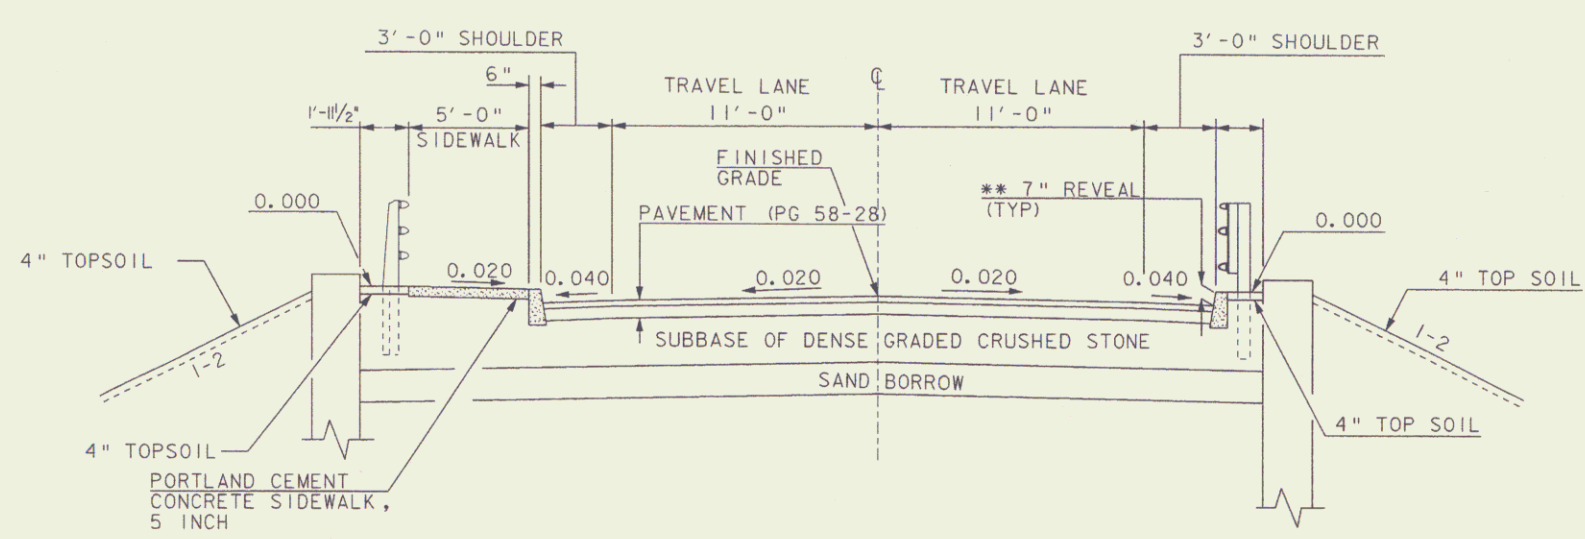 3'-0" SHOULDER
3'-0" SHOULDER
6"
TRAVEL LANE
11'-0"
℄
TRAVEL LANE
11'-0"
1'-11½"
5'-0"
SIDEWALK
FINISHED
GRADE
** 7" REVEAL
(TYP)
0.000
PAVEMENT (PG 58-28)
0.000
4" TOPSOIL
0.020
0.040
0.020
0.020
0.040
4" TOP SOIL
1-2
SUBBASE OF DENSE GRADED CRUSHED STONE
1-2
SAND BORROW
4" TOPSOIL
4" TOP SOIL
PORTLAND CEMENT
CONCRETE SIDEWALK,
5 INCH